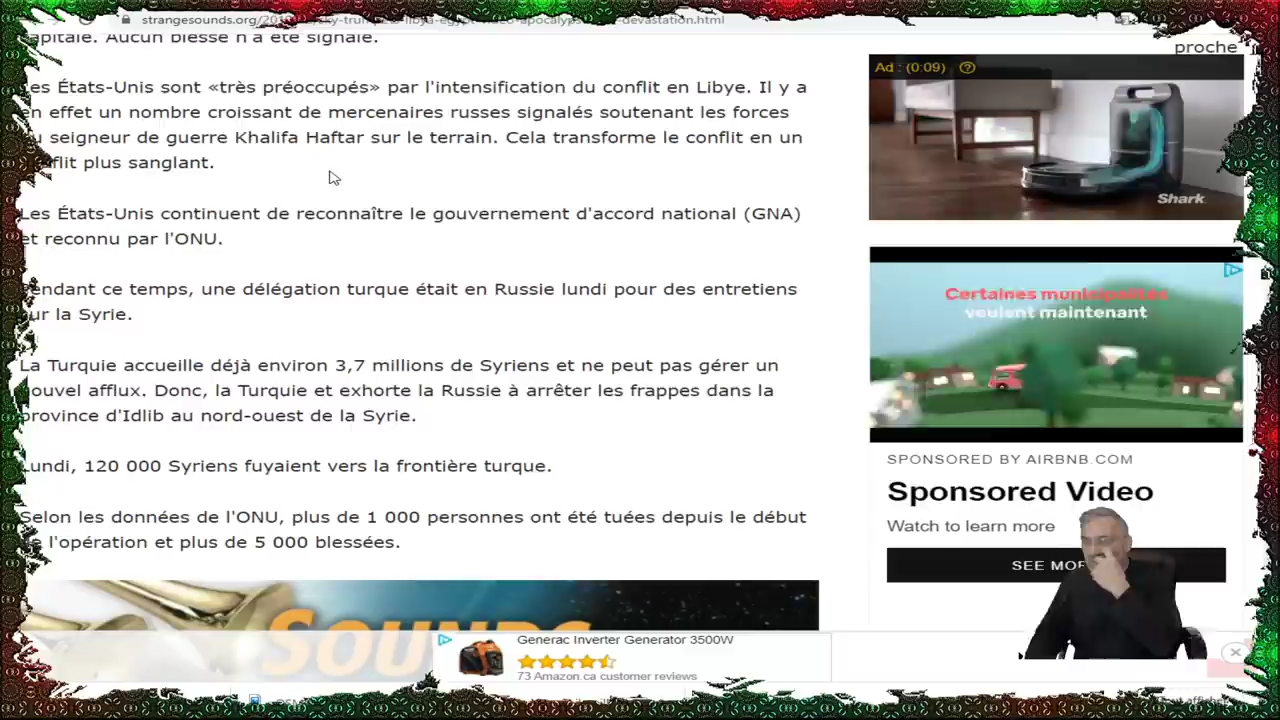 strangesounds.org/20
devastation.html
capitale. Aucun blessé n'a été signalé.
proche
es États-Unis sont «très préoccupés» par l'intensification du conflit en Libye. Il y a
en effet un nombre croissant de mercenaires russes signalés soutenant les forces
u seigneur de guerre Khalifa Haftar sur le terrain. Cela transforme le conflit en un
flit plus sanglant.
Les États-Unis continuent de reconnaître le gouvernement d'accord national (GNA)
et reconnu par l'ONU.
endant ce temps, une délégation turque était en Russie lundi pour des entretiens
ur la Syrie.
La Turquie accueille déjà environ 3,7 millions de Syriens et ne peut pas gérer un
nouvel afflux. Donc, la Turquie et exhorte la Russie à arrêter les frappes dans la
province d'Idlib au nord-ouest de la Syrie.
Lundi, 120 000 Syriens fuyaient vers la frontière turque.
Selon les données de l'ONU, plus de 1 000 personnes ont été tuées depuis le début
e l'opération et plus de 5 000 blessées.
SOUNDS
Ad : (0:09)
Shark
Certaines municipalités
veulent maintenant
SPONSORED BY AIRBNB.COM
Sponsored Video
Watch to learn more
SEE MOR
Generac Inverter Generator 3500W
73 Amazon.ca customer reviews